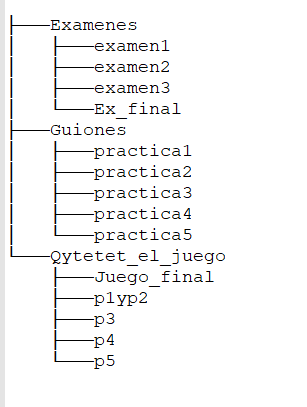 ├───Examenes
│   ├───examen1
│   ├───examen2
│   ├───examen3
│   └───Ex_final
├───Guiones
│   ├───practica1
│   ├───practica2
│   ├───practica3
│   ├───practica4
│   └───practica5
└───Qytetet_el_juego
    ├───Juego_final
    ├───p1yp2
    ├───p3
    ├───p4
    └───p5